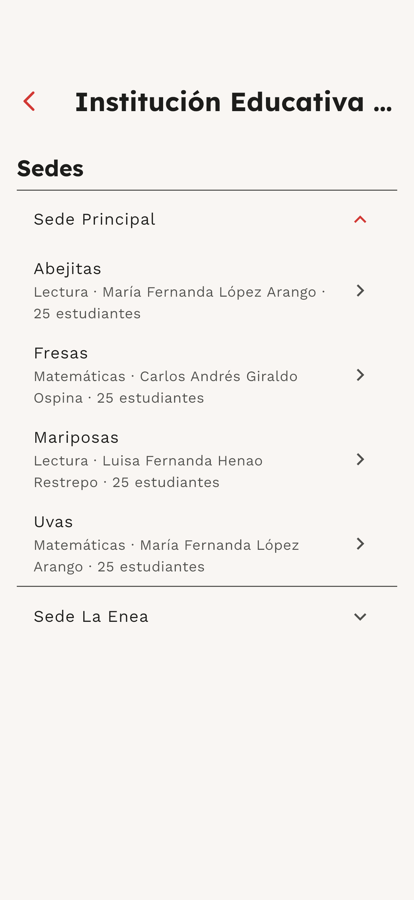 Institución Educativa ...
Sedes
Sede Principal
Abejitas
Lectura · María Fernanda López Arango ·
25 estudiantes
Fresas
Matemáticas · Carlos Andrés Giraldo
Ospina · 25 estudiantes
Mariposas
Lectura · Luisa Fernanda Henao
Restrepo · 25 estudiantes
Uvas
Matemáticas · María Fernanda López
Arango · 25 estudiantes
Sede La Enea